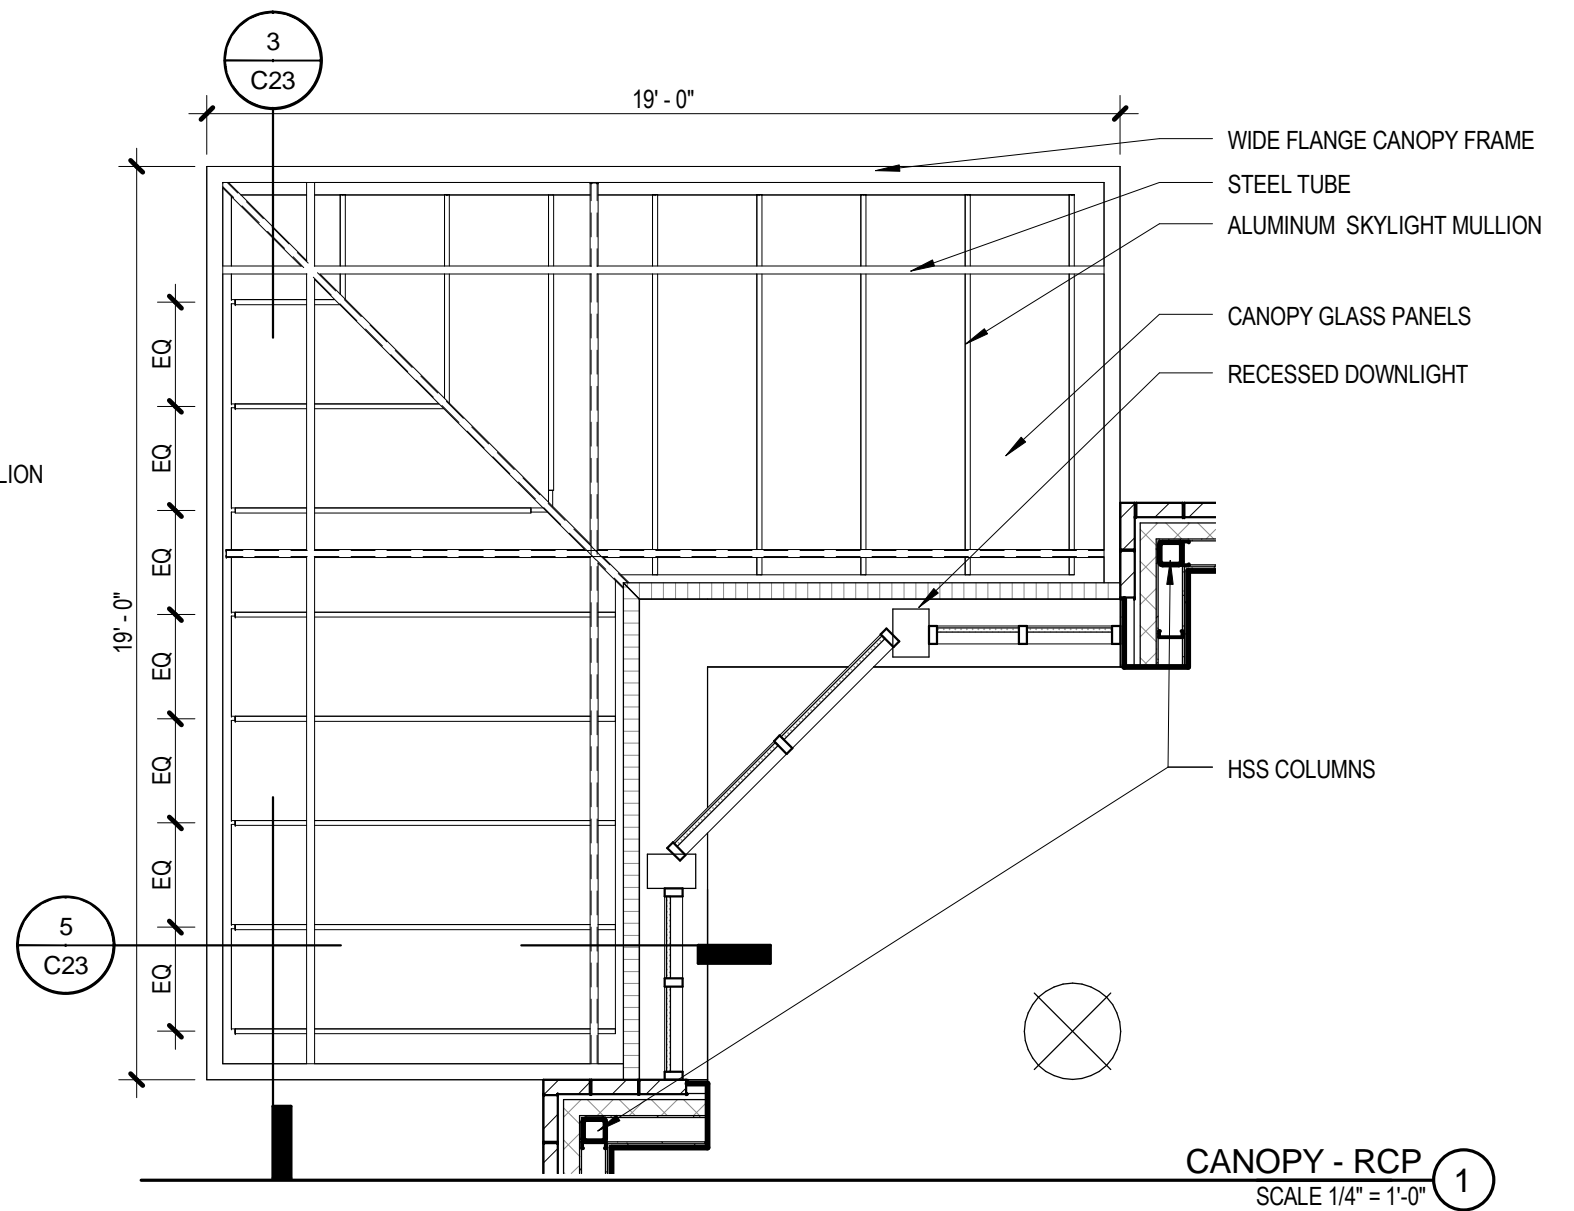 3
C23
19' - 0"
WIDE FLANGE CANOPY FRAME
STEEL TUBE
ALUMINUM SKYLIGHT MULLION
CANOPY GLASS PANELS
RECESSED DOWNLIGHT
EQ
EQ
LION
EQ
19' - 0"
EQ
EQ
HSS COLUMNS
EQ
5
C23
EQ
CANOPY - RCP
1
SCALE 1/4" = 1'-0"